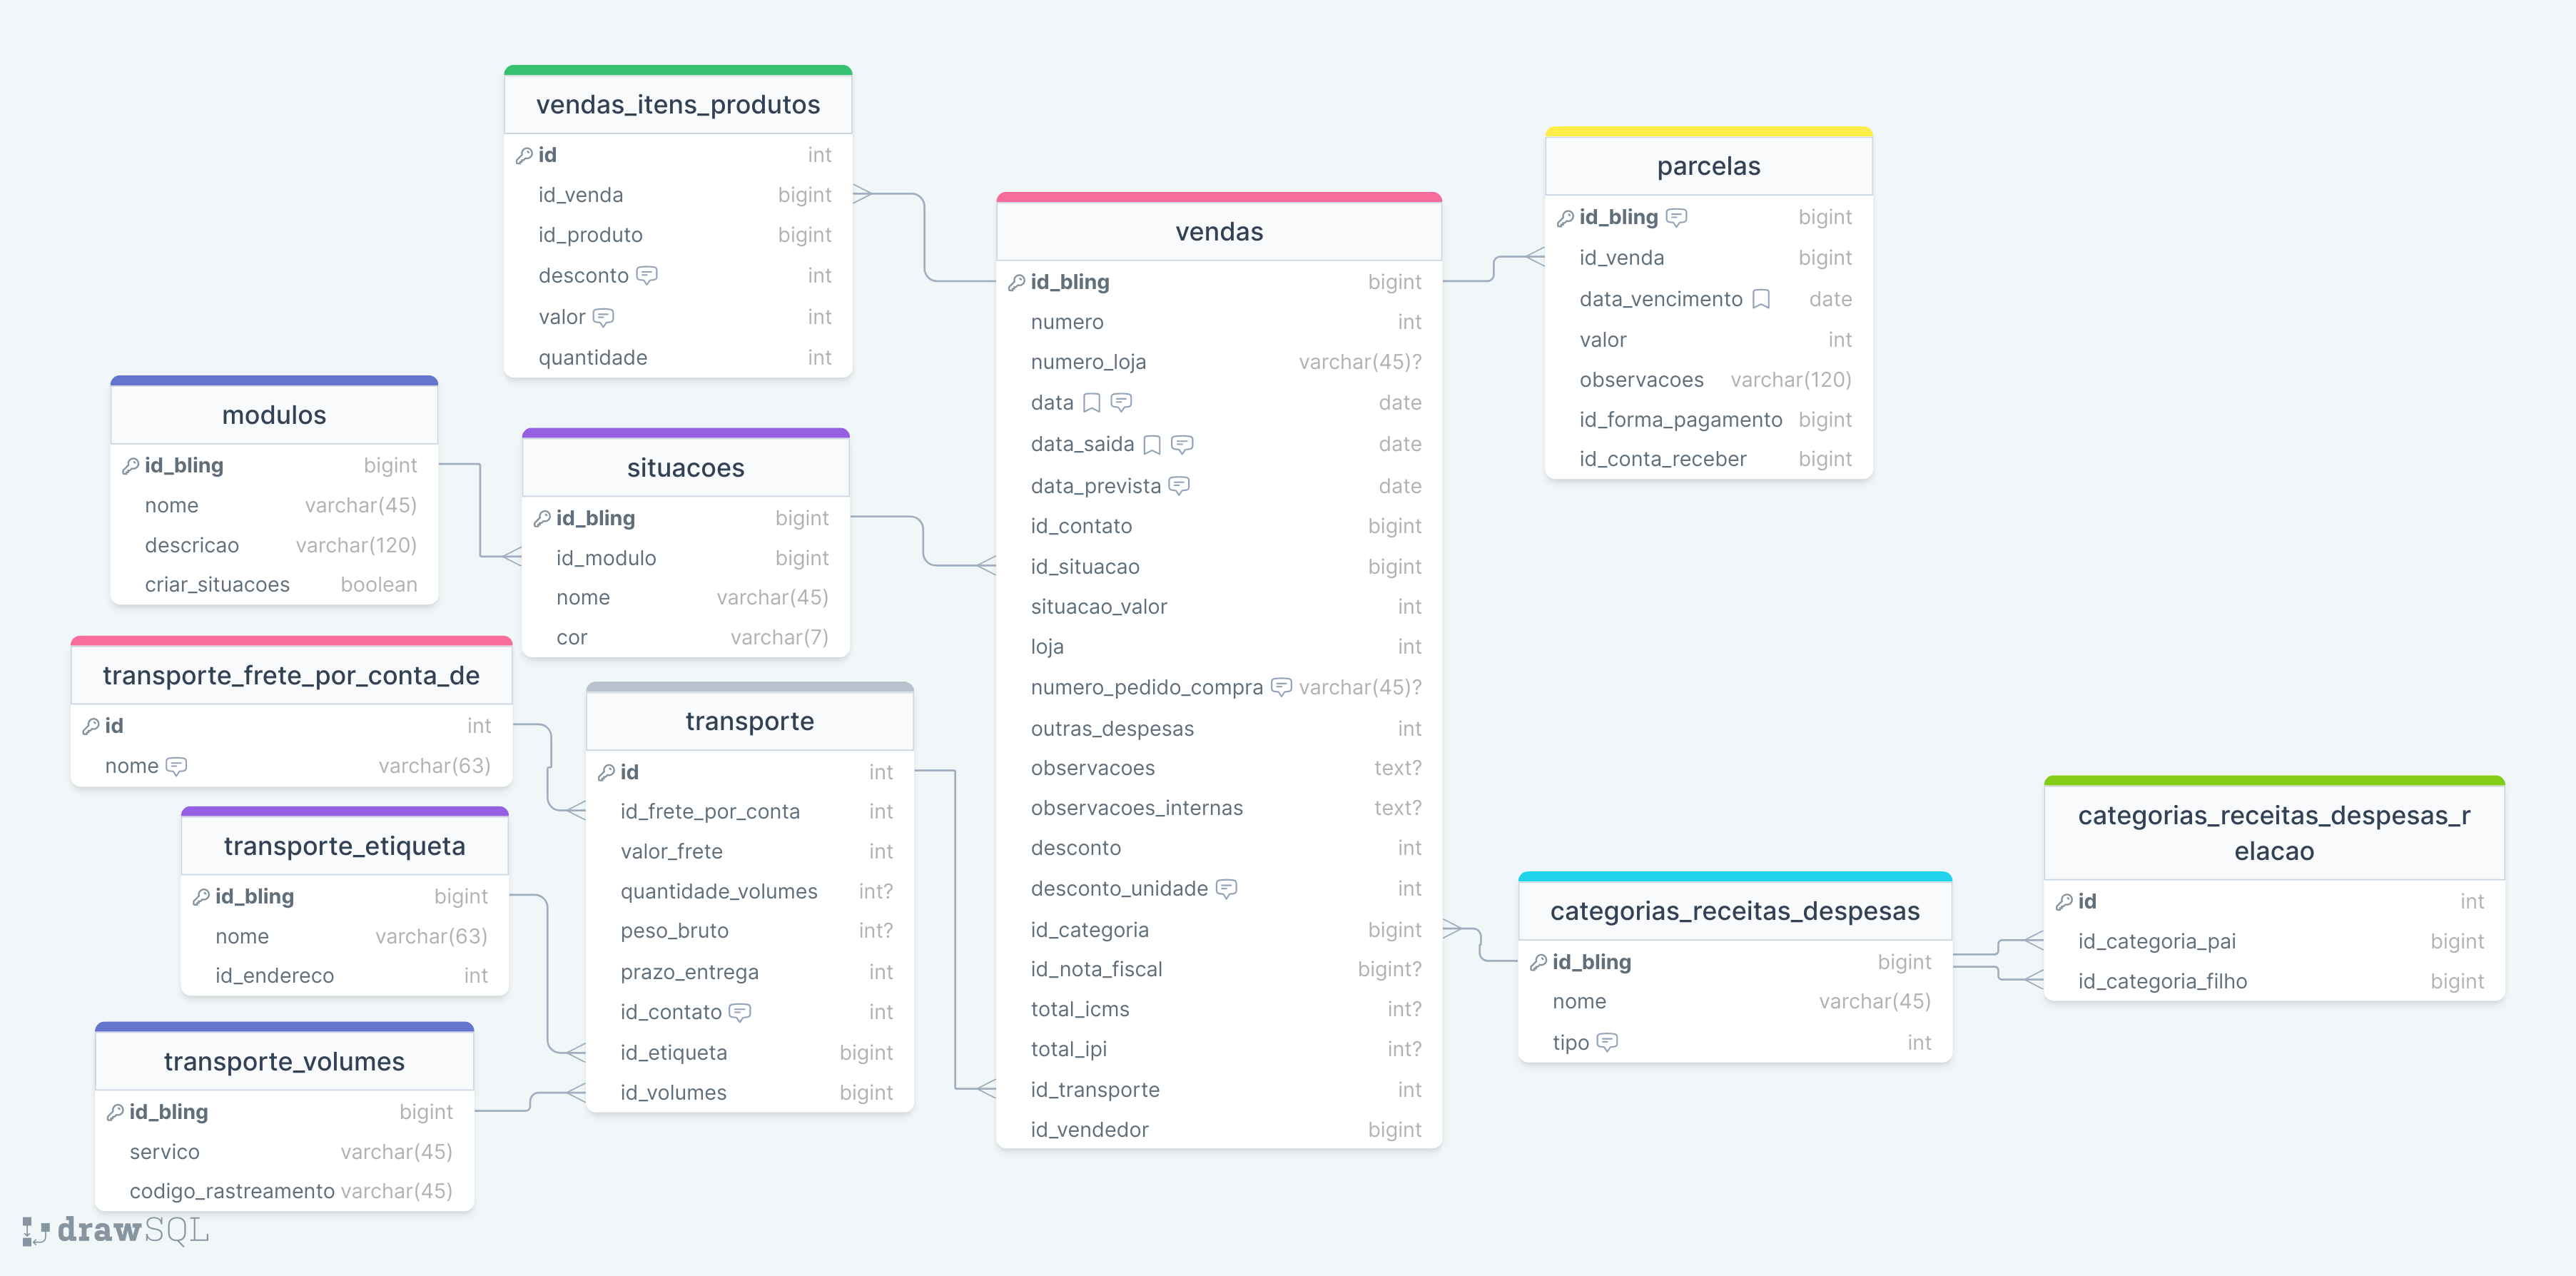 vendas_itens_produtos
id int
id_venda bigint
id_produto bigint
desconto int
valor int
quantidade int
parcelas
id_bling bigint
id_venda bigint
data_vencimento date
valor int
observacoes varchar(120)
id_forma_pagamento bigint
id_conta_receber bigint
vendas
id_bling bigint
numero int
numero_loja varchar(45)?
data date
data_saida date
data_prevista date
id_contato bigint
id_situacao bigint
situacao_valor int
loja int
numero_pedido_compra varchar(45)?
outras_despesas int
observacoes text?
observacoes_internas text?
desconto int
desconto_unidade int
id_categoria bigint
id_nota_fiscal bigint?
total_icms int?
total_ipi int?
id_transporte int
id_vendedor bigint
modulos
id_bling bigint
nome varchar(45)
descricao varchar(120)
criar_situacoes boolean
situacoes
id_bling bigint
id_modulo bigint
nome varchar(45)
cor varchar(7)
transporte_frete_por_conta_de
id int
nome varchar(63)
transporte
id int
id_frete_por_conta int
valor_frete int
quantidade_volumes int?
peso_bruto int?
prazo_entrega int
id_contato int
id_etiqueta bigint
id_volumes bigint
transporte_etiqueta
id_bling bigint
nome varchar(63)
id_endereco int
transporte_volumes
id_bling bigint
servico varchar(45)
codigo_rastreamento varchar(45)
categorias_receitas_despesas
id_bling bigint
nome varchar(45)
tipo int
categorias_receitas_despesas_r
elacao
id int
id_categoria_pai bigint
id_categoria_filho bigint
drawSQL